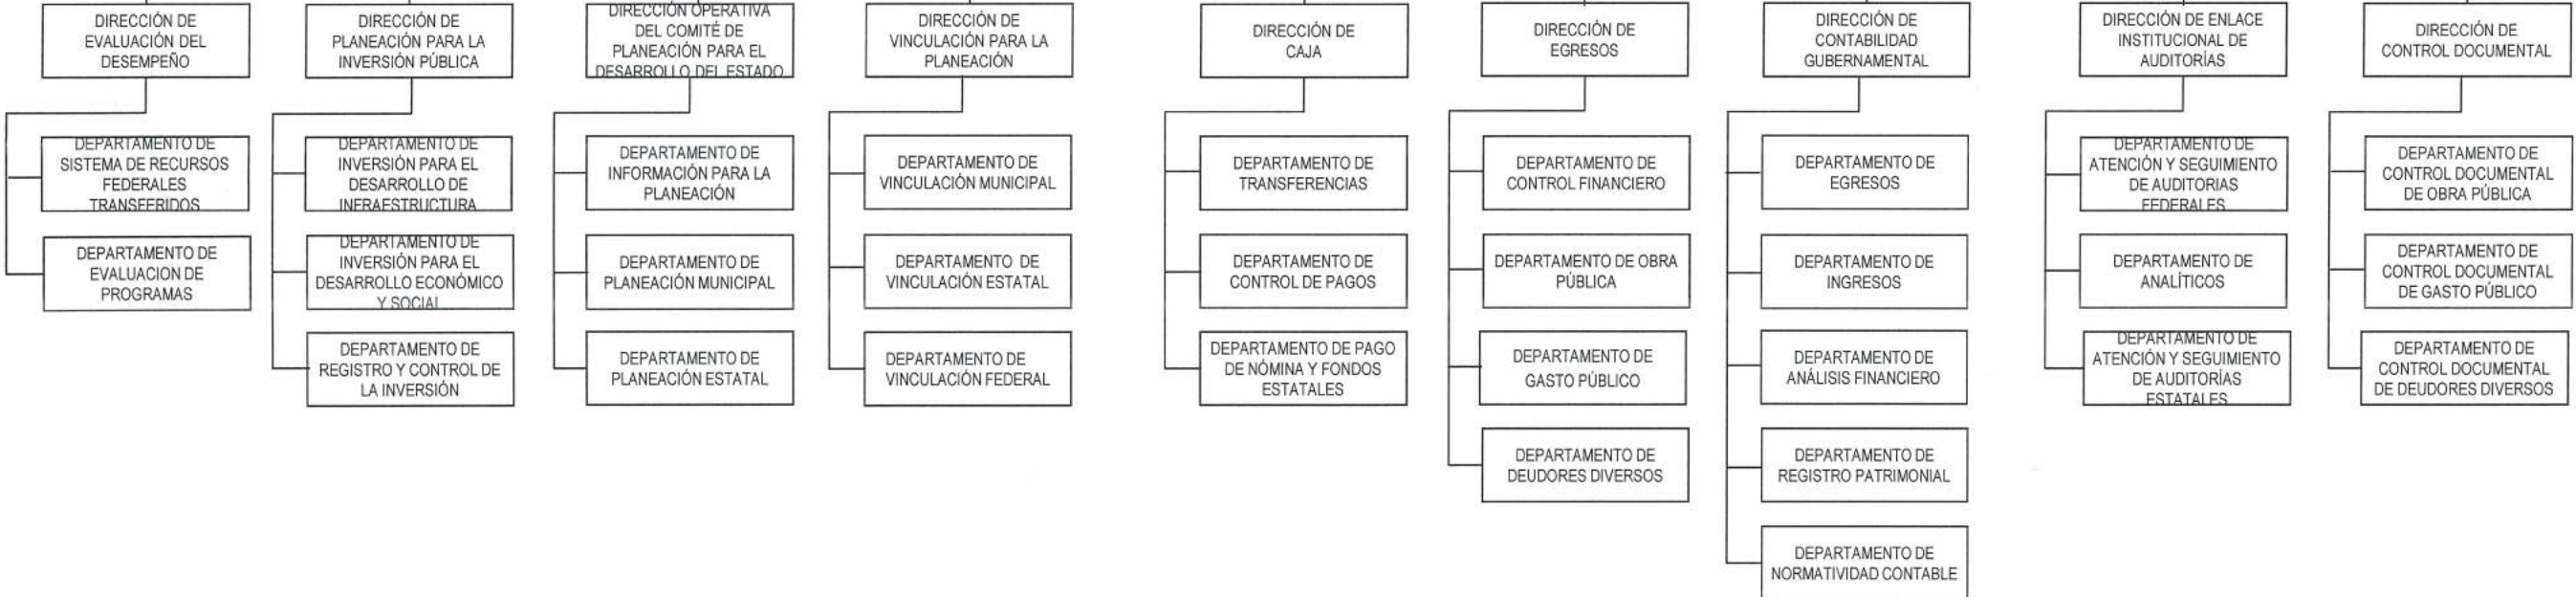 DIRECCIÓN DE
EVALUACIÓN DEL
DESEMPEÑO
DEPARTAMENTO DE
SISTEMA DE RECURSOS
FEDERALES
TRANSFERIDOS
DEPARTAMENTO DE
EVALUACION DE
PROGRAMAS
DIRECCIÓN DE
PLANEACIÓN PARA LA
INVERSIÓN PÚBLICA
DEPARTAMENTO DE
INVERSIÓN PARA EL
DESARROLLO DE
INFRAESTRUCTURA
DEPARTAMENTO DE
INVERSIÓN PARA EL
DESARROLLO ECONÓMICO
Y SOCIAL
DEPARTAMENTO DE
REGISTRO Y CONTROL DE
LA INVERSIÓN
DIRECCIÓN OPERATIVA
DEL COMITÉ DE
PLANEACIÓN PARA EL
DESARROLLO DEL ESTADO
DEPARTAMENTO DE
INFORMACIÓN PARA LA
PLANEACIÓN
DEPARTAMENTO DE
PLANEACIÓN MUNICIPAL
DEPARTAMENTO DE
PLANEACIÓN ESTATAL
DIRECCIÓN DE
VINCULACIÓN PARA LA
PLANEACIÓN
DEPARTAMENTO DE
VINCULACIÓN MUNICIPAL
DEPARTAMENTO DE
VINCULACIÓN ESTATAL
DEPARTAMENTO DE
VINCULACIÓN FEDERAL
DIRECCIÓN DE
CAJA
DEPARTAMENTO DE
TRANSFERENCIAS
DEPARTAMENTO DE
CONTROL DE PAGOS
DEPARTAMENTO DE PAGO
DE NÓMINA Y FONDOS
ESTATALES
DIRECCIÓN DE
EGRESOS
DEPARTAMENTO DE
CONTROL FINANCIERO
DEPARTAMENTO DE OBRA
PÚBLICA
DEPARTAMENTO DE
GASTO PÚBLICO
DEPARTAMENTO DE
DEUDORES DIVERSOS
DIRECCIÓN DE
CONTABILIDAD
GUBERNAMENTAL
DEPARTAMENTO DE
EGRESOS
DEPARTAMENTO DE
INGRESOS
DEPARTAMENTO DE
ANÁLISIS FINANCIERO
DEPARTAMENTO DE
REGISTRO PATRIMONIAL
DEPARTAMENTO DE
NORMATIVIDAD CONTABLE
DIRECCIÓN DE ENLACE
INSTITUCIONAL DE
AUDITORÍAS
DEPARTAMENTO DE
ATENCIÓN Y SEGUIMIENTO
DE AUDITORIAS
FEDERALES
DEPARTAMENTO DE
ANALÍTICOS
DEPARTAMENTO DE
ATENCIÓN Y SEGUIMIENTO
DE AUDITORÍAS
ESTATALES
DIRECCIÓN DE
CONTROL DOCUMENTAL
DEPARTAMENTO DE
CONTROL DOCUMENTAL
DE OBRA PÚBLICA
DEPARTAMENTO DE
CONTROL DOCUMENTAL
DE GASTO PÚBLICO
DEPARTAMENTO DE
CONTROL DOCUMENTAL
DE DEUDORES DIVERSOS